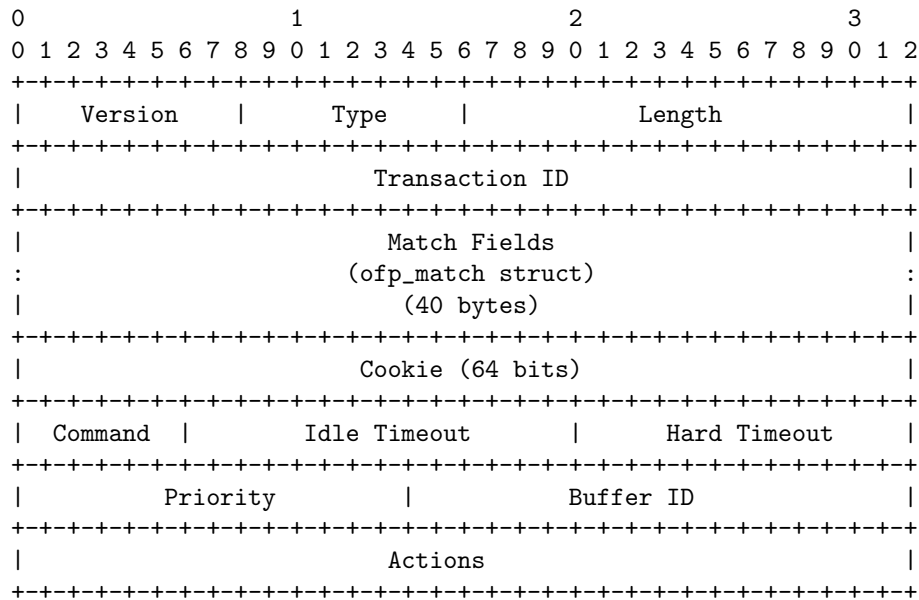 0                   1                   2                   3
0 1 2 3 4 5 6 7 8 9 0 1 2 3 4 5 6 7 8 9 0 1 2 3 4 5 6 7 8 9 0 1 2
+-+-+-+-+-+-+-+-+-+-+-+-+-+-+-+-+-+-+-+-+-+-+-+-+-+-+-+-+-+-+-+-+
|    Version    |      Type     |            Length             |
+-+-+-+-+-+-+-+-+-+-+-+-+-+-+-+-+-+-+-+-+-+-+-+-+-+-+-+-+-+-+-+-+
|                         Transaction ID                        |
+-+-+-+-+-+-+-+-+-+-+-+-+-+-+-+-+-+-+-+-+-+-+-+-+-+-+-+-+-+-+-+-+
|                          Match Fields                         |
:                       (ofp_match struct)                      :
|                           (40 bytes)                          |
+-+-+-+-+-+-+-+-+-+-+-+-+-+-+-+-+-+-+-+-+-+-+-+-+-+-+-+-+-+-+-+-+
|                        Cookie (64 bits)                       |
+-+-+-+-+-+-+-+-+-+-+-+-+-+-+-+-+-+-+-+-+-+-+-+-+-+-+-+-+-+-+-+-+
|  Command  |        Idle Timeout       |      Hard Timeout     |
+-+-+-+-+-+-+-+-+-+-+-+-+-+-+-+-+-+-+-+-+-+-+-+-+-+-+-+-+-+-+-+-+
|          Priority         |           Buffer ID               |
+-+-+-+-+-+-+-+-+-+-+-+-+-+-+-+-+-+-+-+-+-+-+-+-+-+-+-+-+-+-+-+-+
|                          Actions                              |
+-+-+-+-+-+-+-+-+-+-+-+-+-+-+-+-+-+-+-+-+-+-+-+-+-+-+-+-+-+-+-+-+